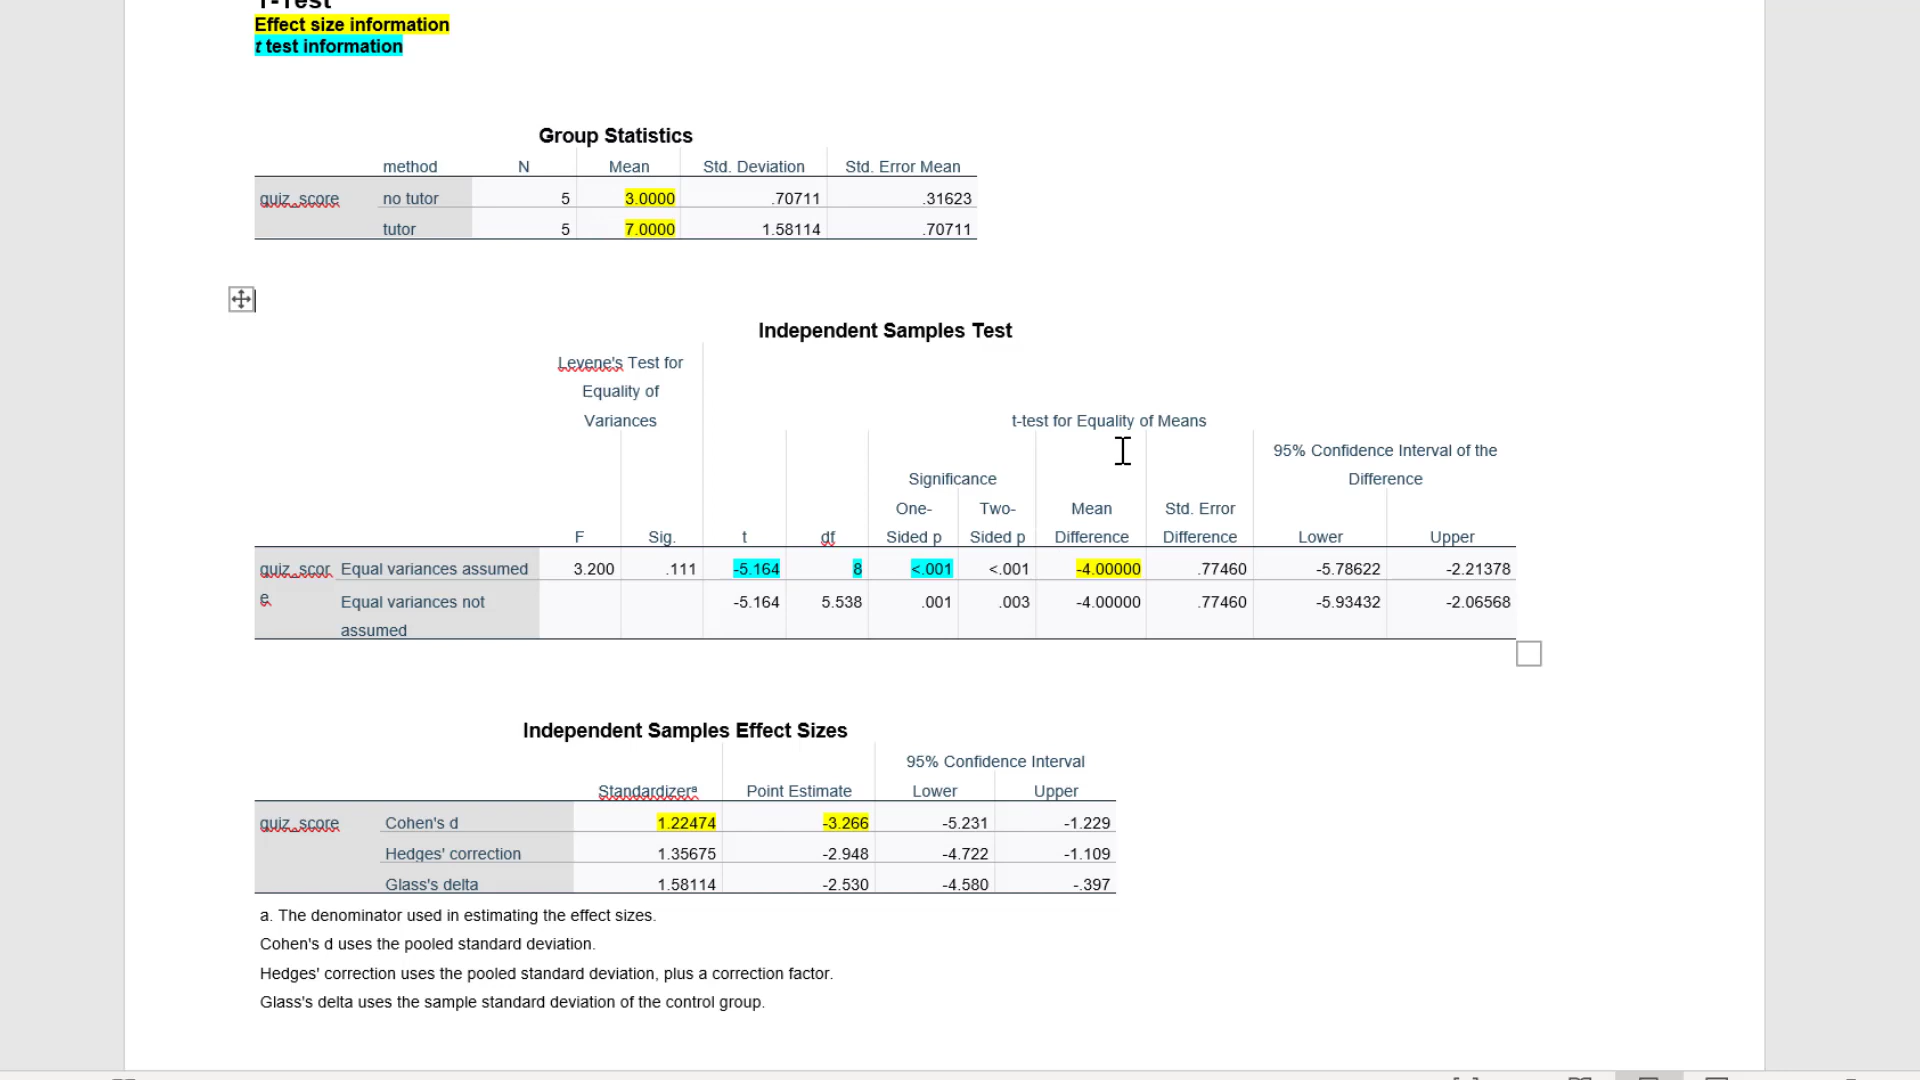 T-Test
Effect size information
t test information
Group Statistics
method N Mean Std. Deviation Std. Error Mean
quiz_score no tutor 5 3.0000 .70711 .31623
tutor 5 7.0000 1.58114 .70711
Independent Samples Test
Levene's Test for
Equality of
Variances t-test for Equality of Means
95% Confidence Interval of the
Significance Difference
One- Two- Mean Std. Error
F Sig. t df Sided p Sided p Difference Difference Lower Upper
quiz_scor Equal variances assumed 3.200 .111 -5.164 8 <.001 <.001 -4.00000 .77460 -5.78622 -2.21378
e Equal variances not -5.164 5.538 .001 .003 -4.00000 .77460 -5.93432 -2.06568
assumed
Independent Samples Effect Sizes
95% Confidence Interval
Standardizerᵃ Point Estimate Lower Upper
quiz_score Cohen's d 1.22474 -3.266 -5.231 -1.229
Hedges' correction 1.35675 -2.948 -4.722 -1.109
Glass's delta 1.58114 -2.530 -4.580 -.397
a. The denominator used in estimating the effect sizes.
Cohen's d uses the pooled standard deviation.
Hedges' correction uses the pooled standard deviation, plus a correction factor.
Glass's delta uses the sample standard deviation of the control group.